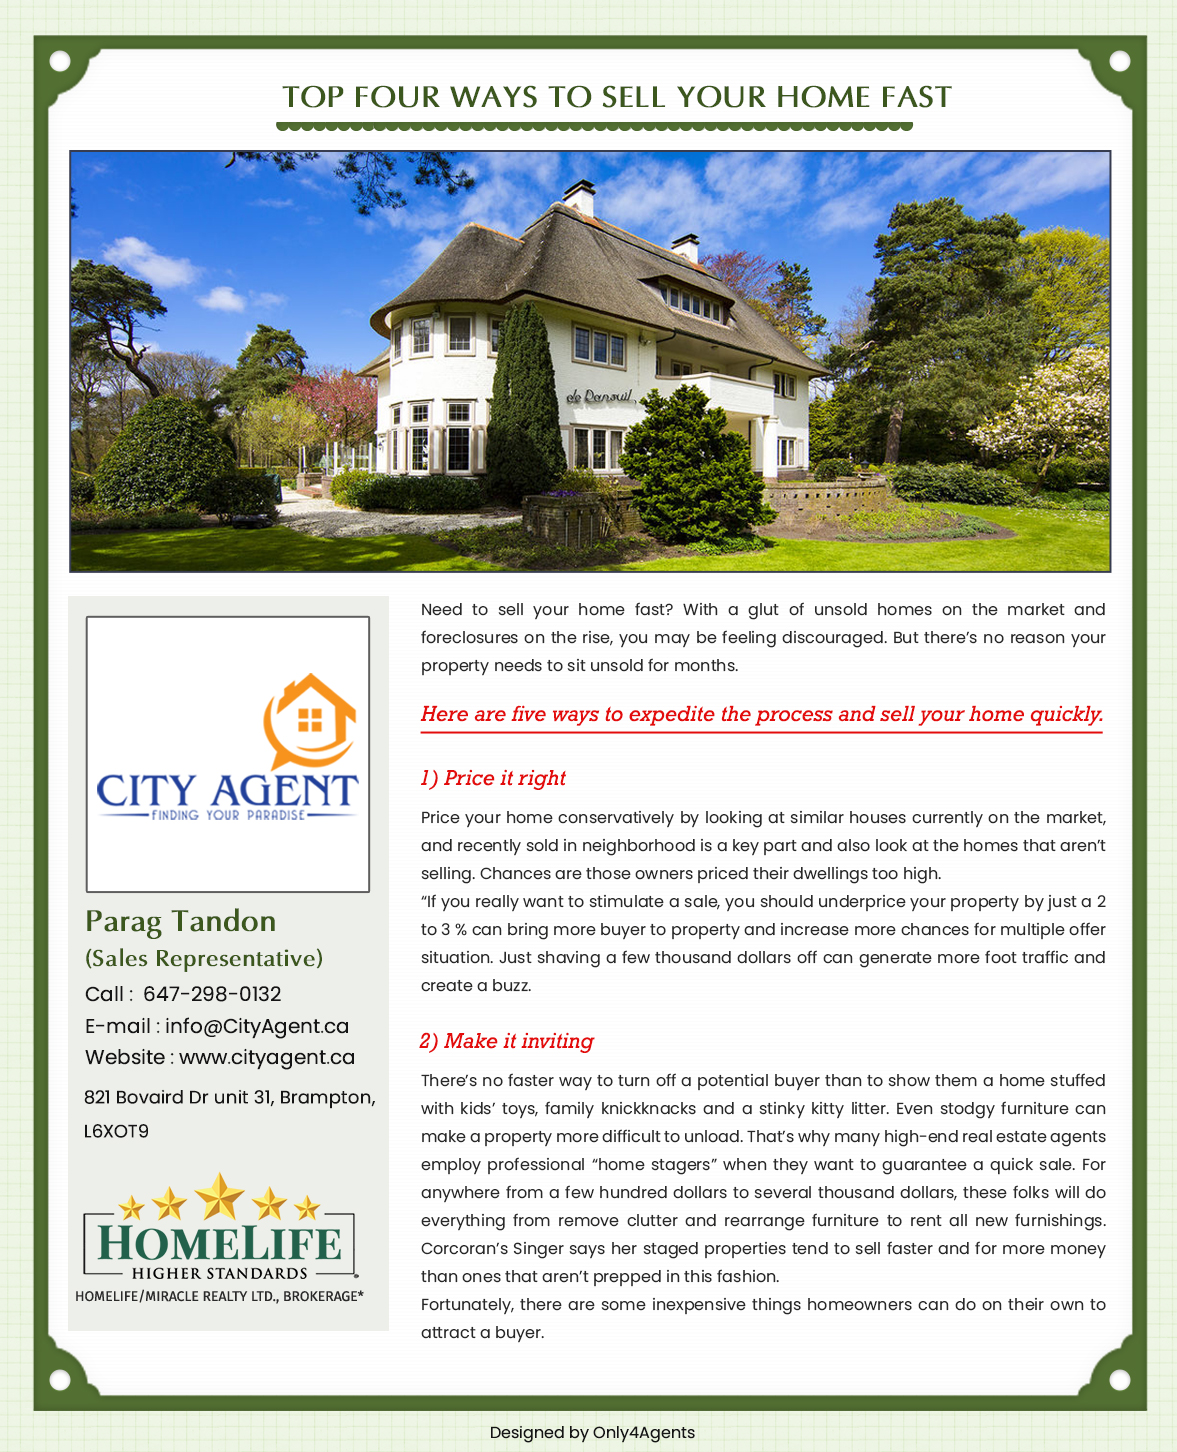 TOP FOUR WAYS TO SELL YOUR HOME FAST
de Zonouil
Need to sell your home fast? With a glut of unsold homes on the market and
foreclosures on the rise, you may be feeling discouraged. But there’s no reason your
property needs to sit unsold for months.
Here are five ways to expedite the process and sell your home quickly.
1) Price it right
Price your home conservatively by looking at similar houses currently on the market,
and recently sold in neighborhood is a key part and also look at the homes that aren’t
selling. Chances are those owners priced their dwellings too high.
“If you really want to stimulate a sale, you should underprice your property by just a 2
to 3 % can bring more buyer to property and increase more chances for multiple offer
situation. Just shaving a few thousand dollars off can generate more foot traffic and
create a buzz.
2) Make it inviting
There’s no faster way to turn off a potential buyer than to show them a home stuffed
with kids’ toys, family knickknacks and a stinky kitty litter. Even stodgy furniture can
make a property more difficult to unload. That’s why many high-end real estate agents
employ professional “home stagers” when they want to guarantee a quick sale. For
anywhere from a few hundred dollars to several thousand dollars, these folks will do
everything from remove clutter and rearrange furniture to rent all new furnishings.
Corcoran’s Singer says her staged properties tend to sell faster and for more money
than ones that aren’t prepped in this fashion.
Fortunately, there are some inexpensive things homeowners can do on their own to
attract a buyer.
CITY AGENT
FINDING YOUR PARADISE
Parag Tandon
(Sales Representative)
Call : 647-298-0132
E-mail : info@CityAgent.ca
Website : www.cityagent.ca
821 Bovaird Dr unit 31, Brampton,
L6XOT9
HOMELIFE
HIGHER STANDARDS
HOMELIFE/MIRACLE REALTY LTD., BROKERAGE*
Designed by Only4Agents